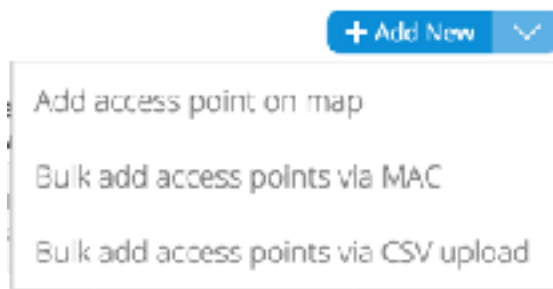 + Add New
Add access point on map
Bulk add access points via MAC
Bulk add access points via CSV upload